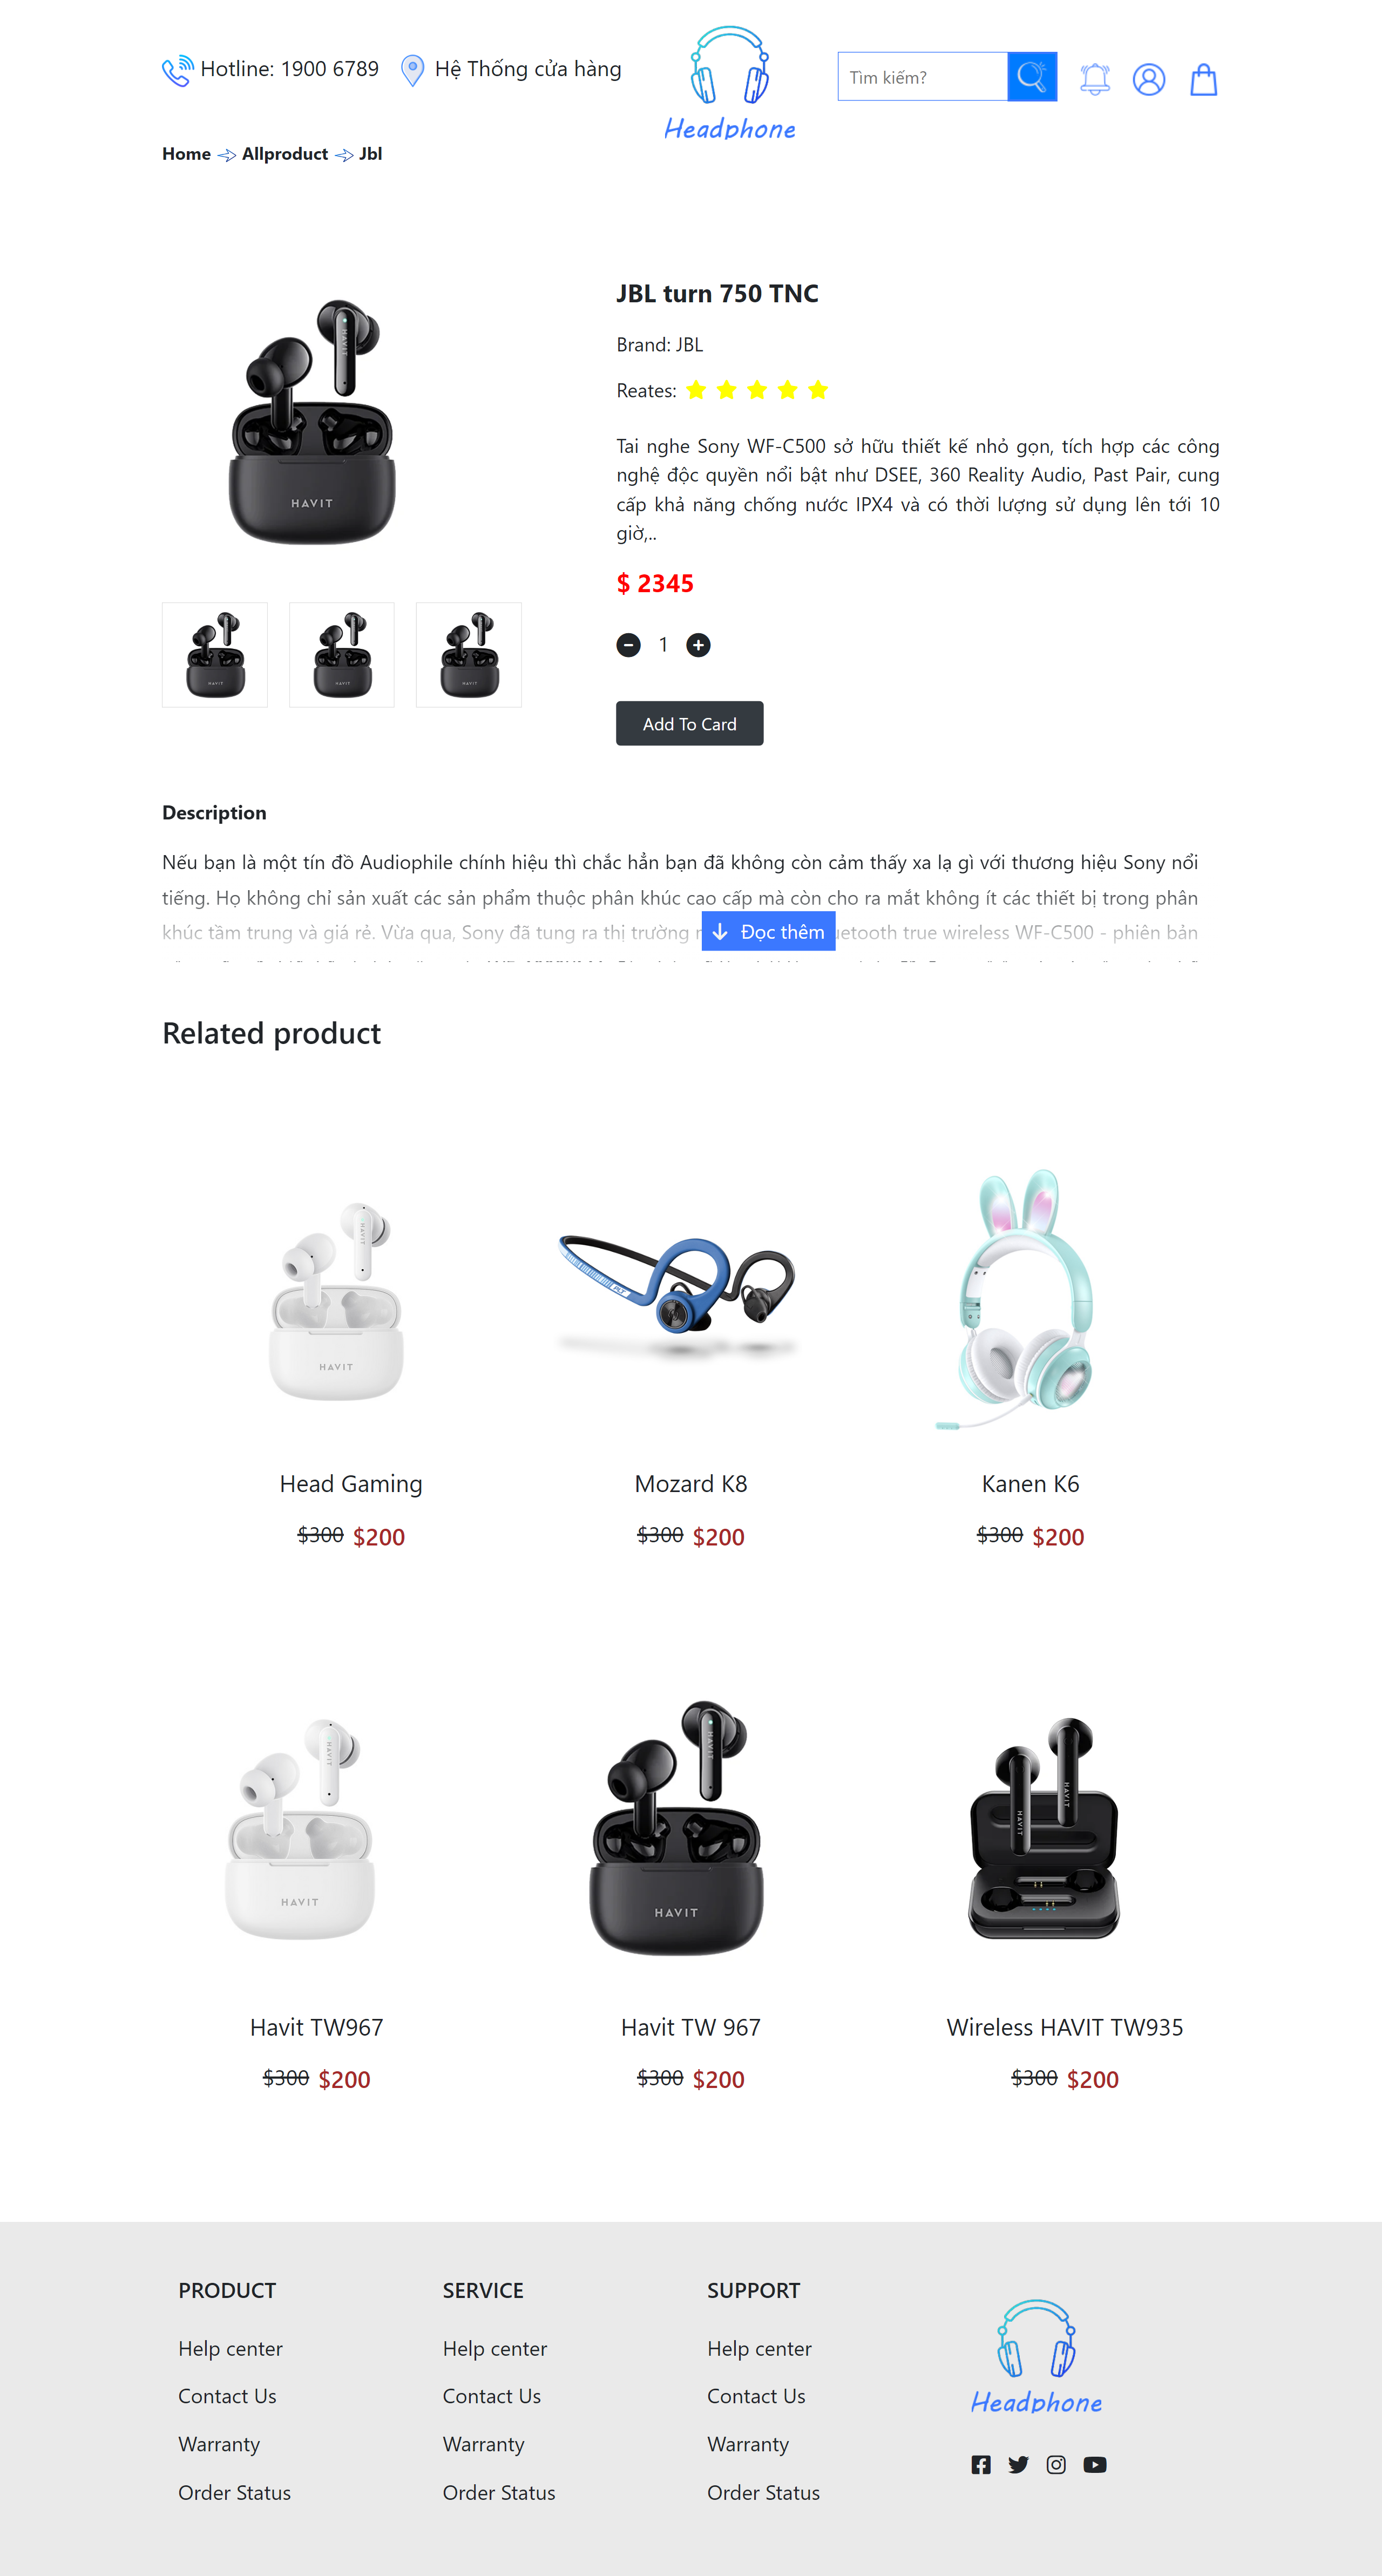 Hotline: 1900 6789
Hệ Thống cửa hàng
Headphone
Tìm kiếm?
Home Allproduct Jbl
HAVIT
HAVIT
HAVIT
HAVIT
HAVIT
JBL turn 750 TNC
Brand: JBL
Reates:
Tai nghe Sony WF-C500 sở hữu thiết kế nhỏ gọn, tích hợp các công
nghệ độc quyền nổi bật như DSEE, 360 Reality Audio, Past Pair, cung
cấp khả năng chống nước IPX4 và có thời lượng sử dụng lên tới 10
giờ,..
$ 2345
1
Add To Card
Description
Nếu bạn là một tín đồ Audiophile chính hiệu thì chắc hẳn bạn đã không còn cảm thấy xa lạ gì với thương hiệu Sony nổi
tiếng. Họ không chỉ sản xuất các sản phẩm thuộc phân khúc cao cấp mà còn cho ra mắt không ít các thiết bị trong phân
khúc tầm trung và giá rẻ. Vừa qua, Sony đã tung ra thị trường true wireless WF-C500 - phiên bản
Đọc thêm
Related product
HAVIT
HAVIT
PLT
Head Gaming
Mozard K8
Kanen K6
$300 $200
$300 $200
$300 $200
HAVIT
HAVIT
HAVIT
HAVIT
HAVIT
HAVIT
Havit TW967
Havit TW 967
Wireless HAVIT TW935
$300 $200
$300 $200
$300 $200
PRODUCT
Help center
Contact Us
Warranty
Order Status
SERVICE
Help center
Contact Us
Warranty
Order Status
SUPPORT
Help center
Contact Us
Warranty
Order Status
Headphone